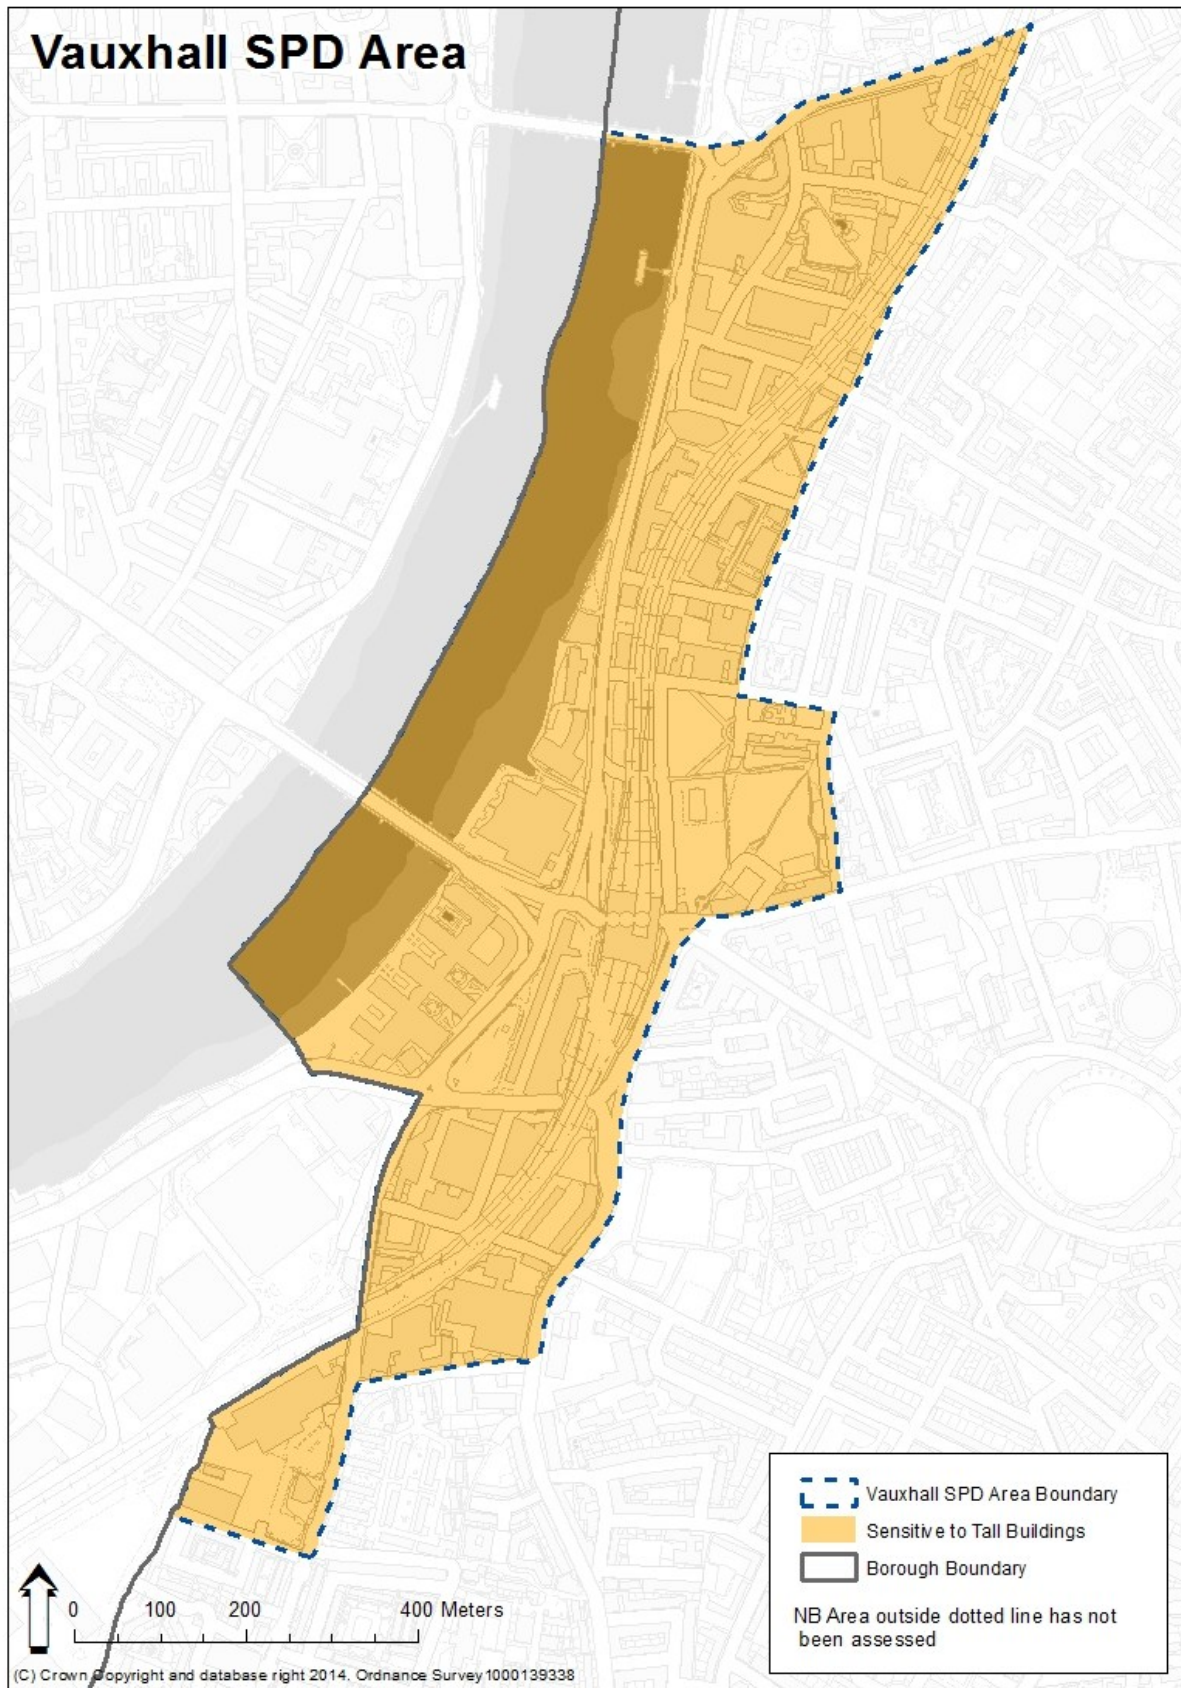 Vauxhall SPD Area
Vauxhall SPD Area Boundary
Sensitive to Tall Buildings
Borough Boundary
NB Area outside dotted line has not
been assessed
0 100 200 400 Meters
(C) Crown Copyright and database right 2014. Ordnance Survey 1000139338